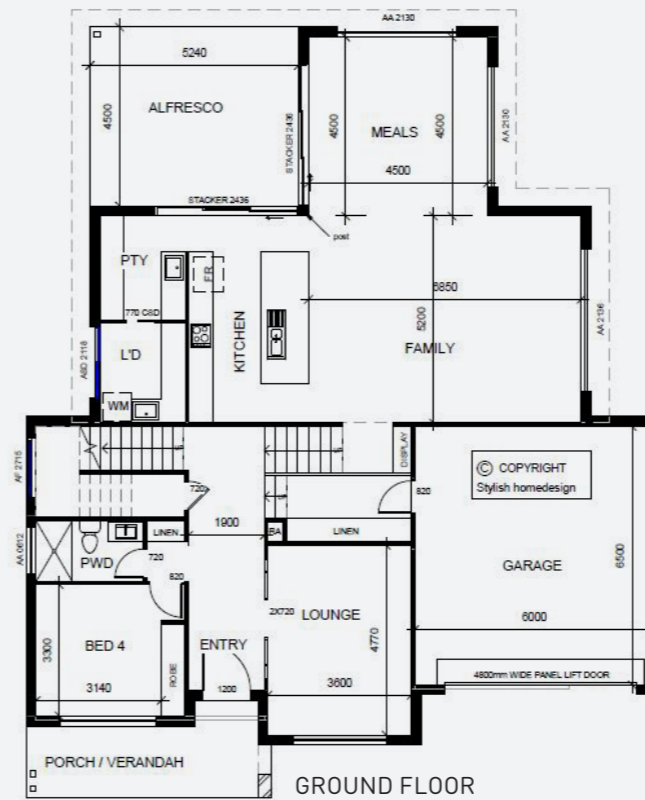 AA 2130
5240
ALFRESCO
4500
STACKER 2436
4500
MEALS
4500
4500
AA 2130
STACKER 2436
post
PTY
FR
770 CSD
6850
5200
KITCHEN
FAMILY
AA 2136
ASD 2118
L'D
WM
AF 2715
DISPLAY
720
820
© COPYRIGHT
Stylish homedesign
AA 0612
LINEN
1900
BA
LINEN
PWD
720
820
GARAGE
6500
6000
2X720
LOUNGE
4770
3300
BED 4
ROBE
ENTRY
3140
1200
3600
4800mm WIDE PANEL LIFT DOOR
PORCH / VERANDAH
GROUND FLOOR